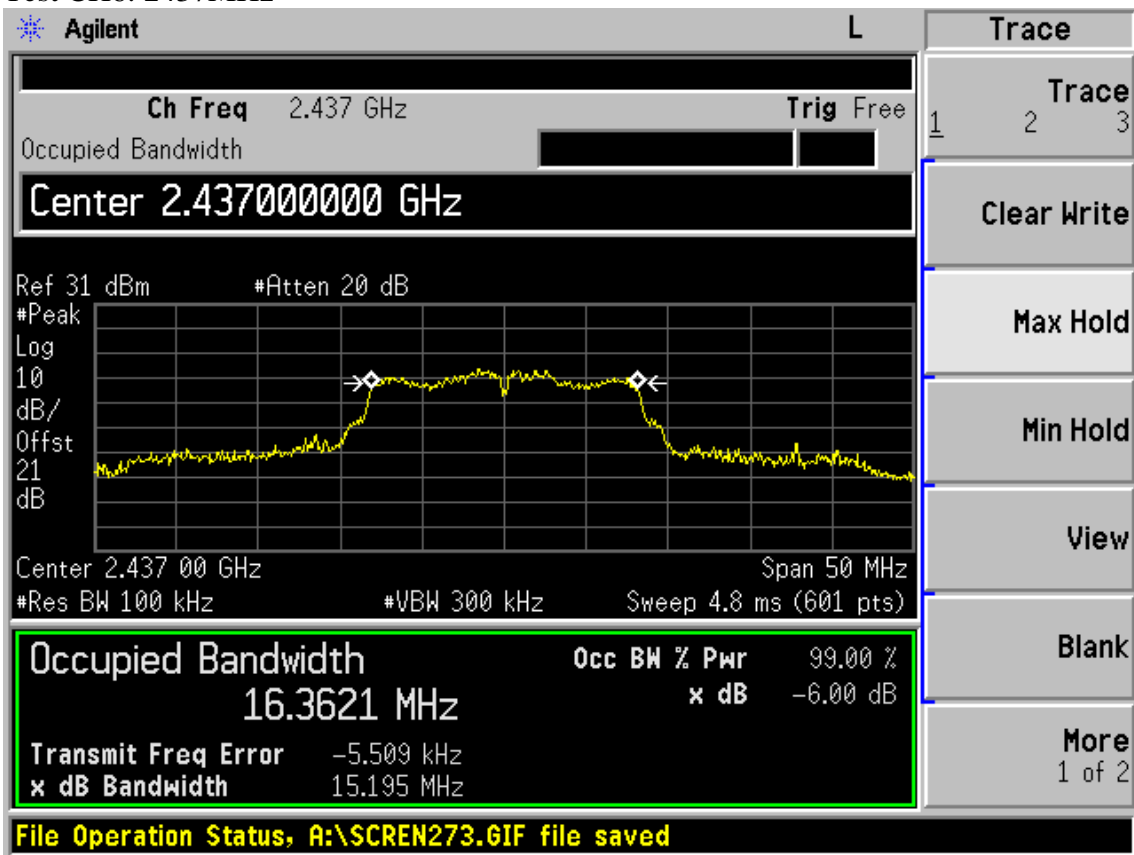 Agilent L Trace
Ch Freq 2.437 GHz Trig Free
Occupied Bandwidth
Trace
1 2 3
Center 2.437000000 GHz
Clear Write
Ref 31 dBm #Atten 20 dB
#Peak
Log
10
dB/
Offst
21
dB
Max Hold
Min Hold
View
Center 2.437 00 GHz Span 50 MHz
#Res BW 100 kHz #VBW 300 kHz Sweep 4.8 ms (601 pts)
Occupied Bandwidth Occ BW % Pwr 99.00 %
16.3621 MHz x dB -6.00 dB
Blank
Transmit Freq Error -5.509 kHz
x dB Bandwidth 15.195 MHz
More
1 of 2
File Operation Status, A:\SCREN273.GIF file saved